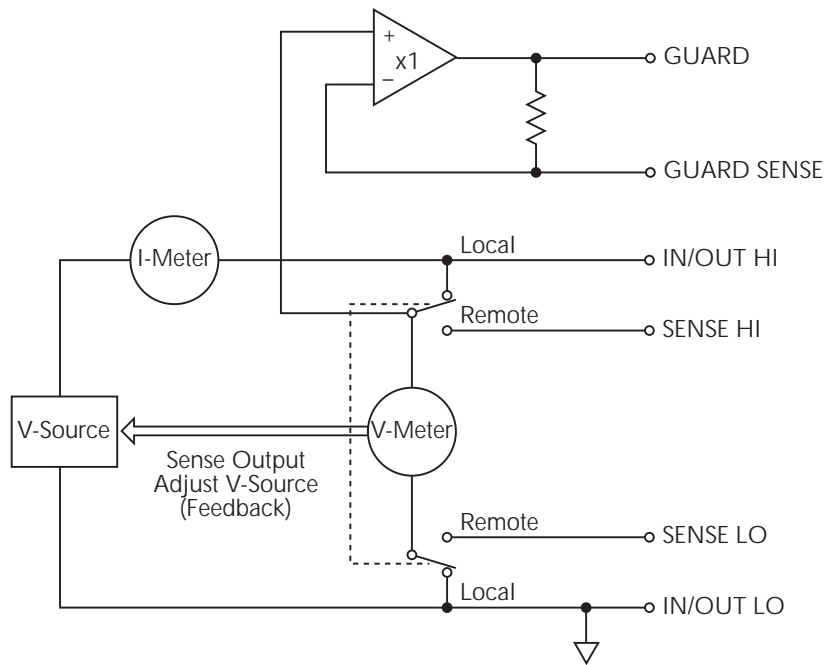 +
x1
−
GUARD
GUARD SENSE
I-Meter
Local
IN/OUT HI
Remote
SENSE HI
V-Source
V-Meter
Sense Output
Adjust V-Source
(Feedback)
Remote
SENSE LO
Local
IN/OUT LO